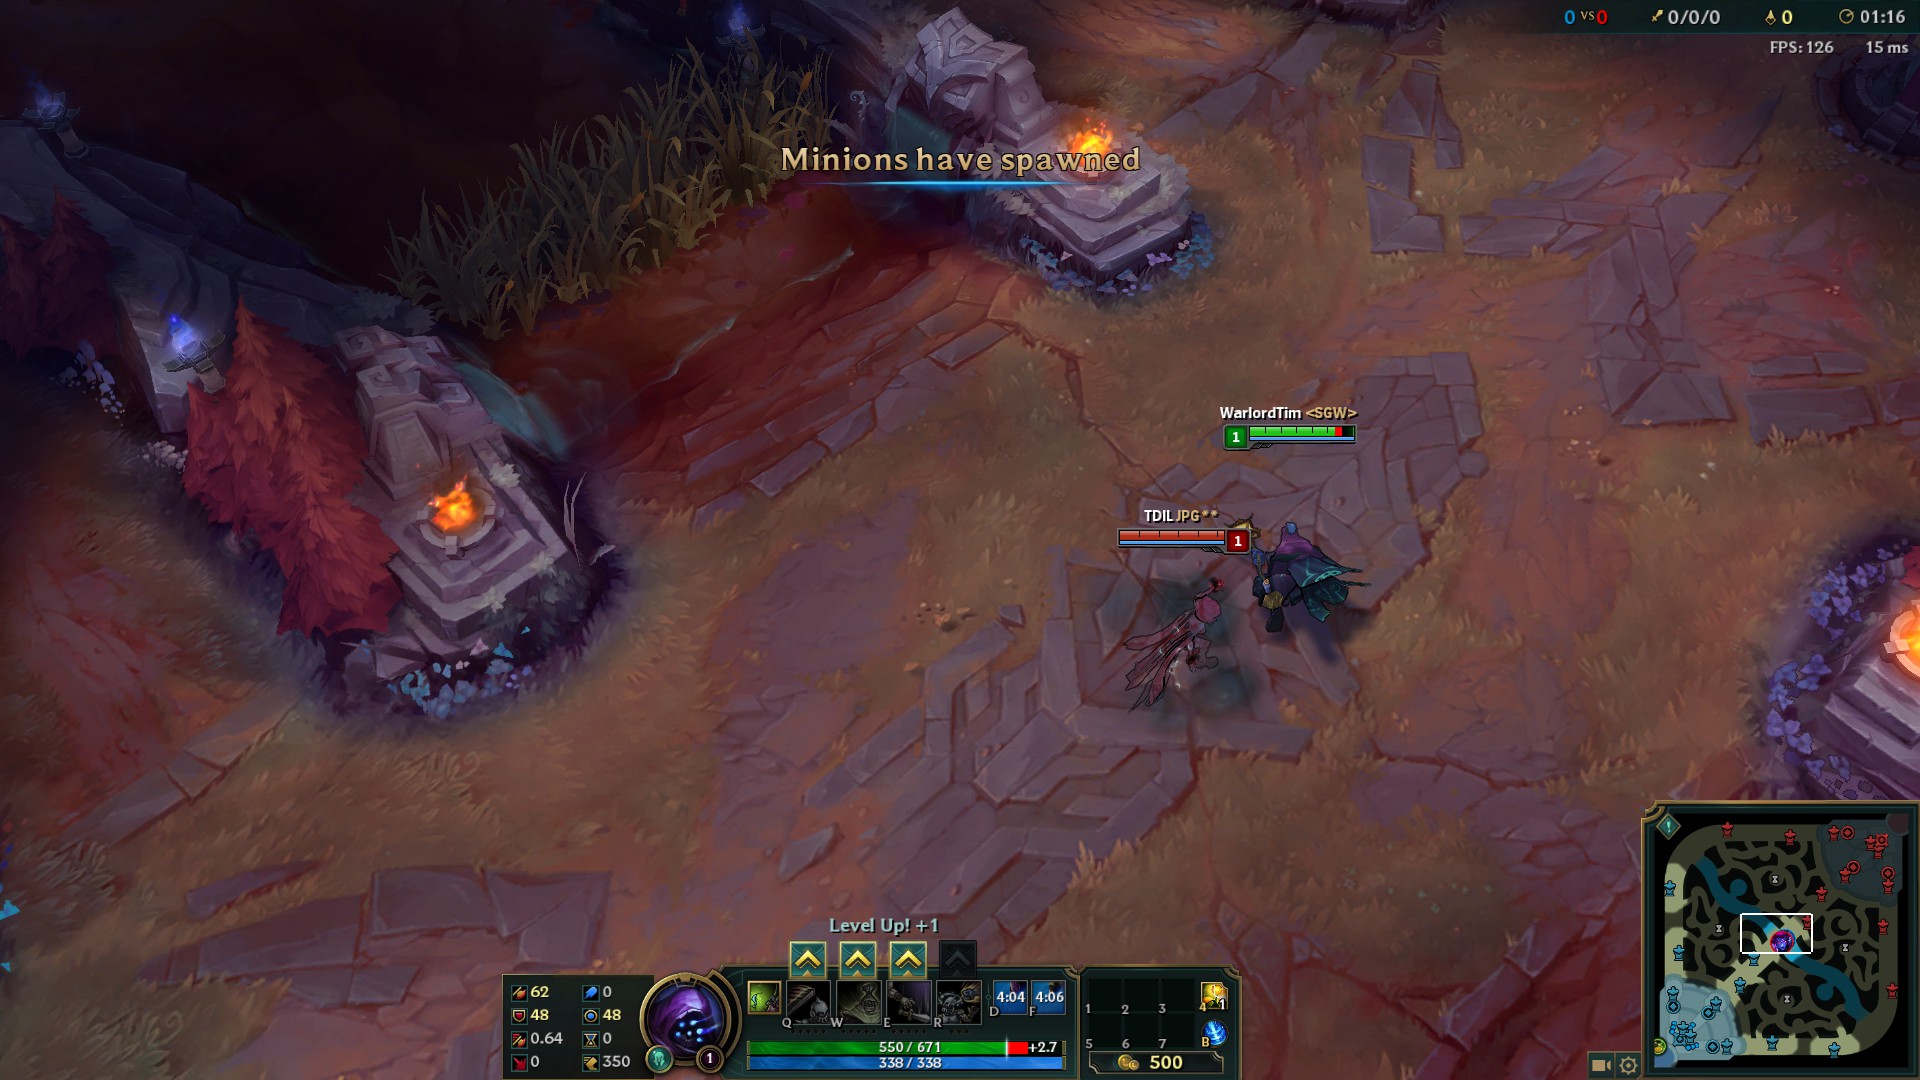 0 VS 0 0/0/0 0 01:16
FPS: 126 15 ms
Minions have spawned
WarlordTim <SGW>
1
TDIL JPG**
1
Level Up! +1
62 0
48 48
0.64 0
0 350
1
Q W E R
4:04 4:06
D F
550 / 671 +2.7
338 / 338
1 2 3 4 1
5 6 7 B
500